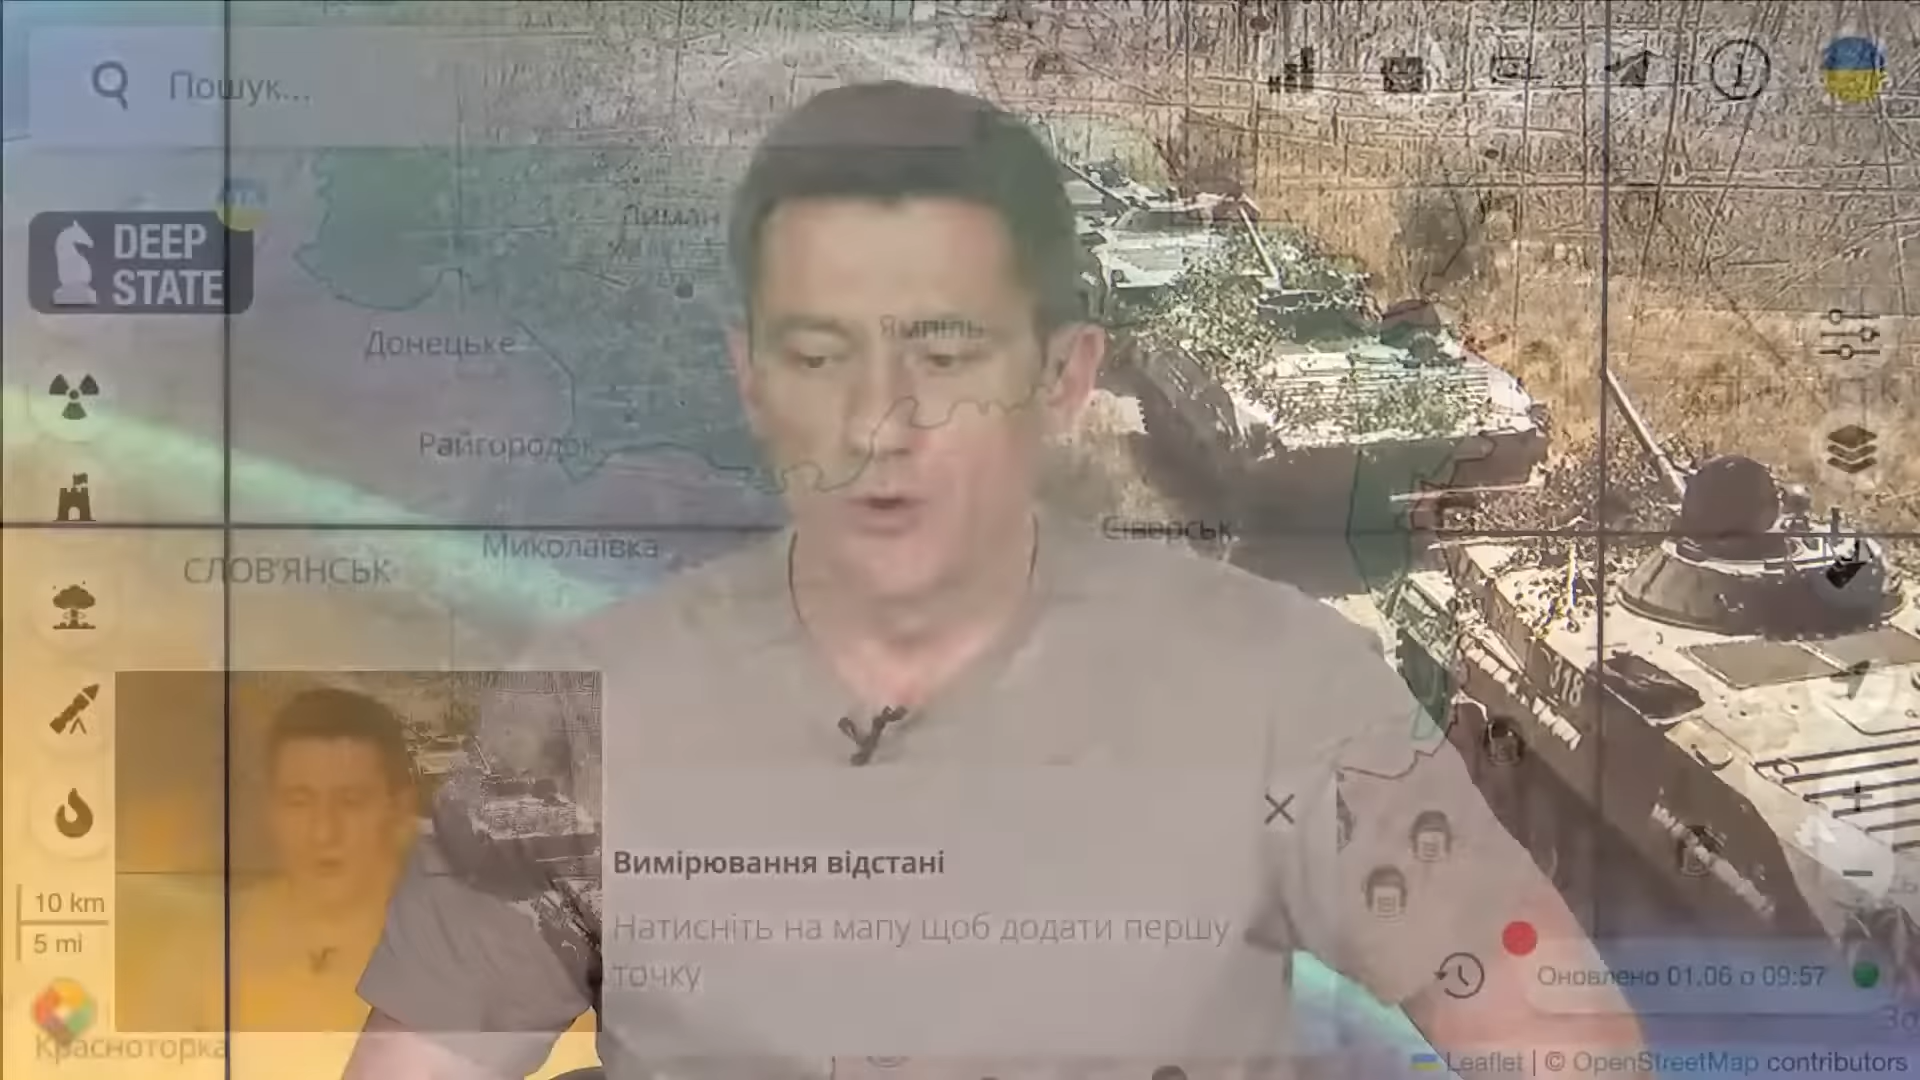 Пошук...
DEEP
STATE
Лиман
Ямпіль
Донецьке
Райгородок
Сіверськ
Миколаївка
СЛОВ'ЯНСЬК
318
Вимірювання відстані
Натисніть на мапу щоб додати першу
точку
10 km
5 mi
Оновлено 01.06 о 09:57
Красноторка
Leaflet | © OpenStreetMap contributors